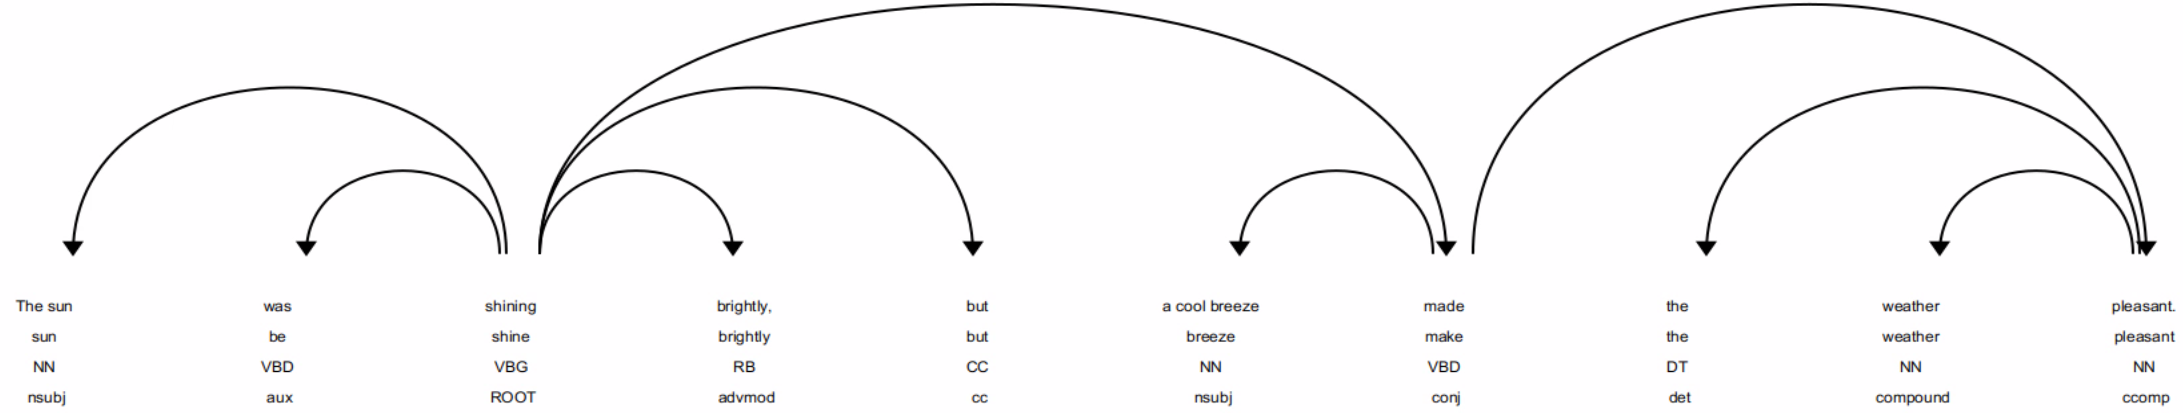 The sun was shining brightly, but a cool breeze made the weather pleasant.
sun be shine brightly but breeze make the weather pleasant
NN VBD VBG RB CC NN VBD DT NN NN
nsubj aux ROOT advmod cc nsubj conj det compound ccomp